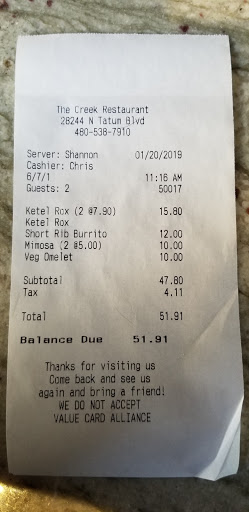 The Creek Restaurant
28244 N Tatum Blvd
480-538-7910
Server: Shannon 01/20/2019
Cashier: Chris
6/7/1 11:16 AM
Guests: 2 50017
Ketel Rox (2 @7.90) 15.80
Ketel Rox
Short Rib Burrito 12.00
Mimosa (2 @5.00) 10.00
Veg Omelet 10.00
Subtotal 47.80
Tax 4.11
Total 51.91
Balance Due 51.91
Thanks for visiting us
Come back and see us
again and bring a friend!
WE DO NOT ACCEPT
VALUE CARD ALLIANCE